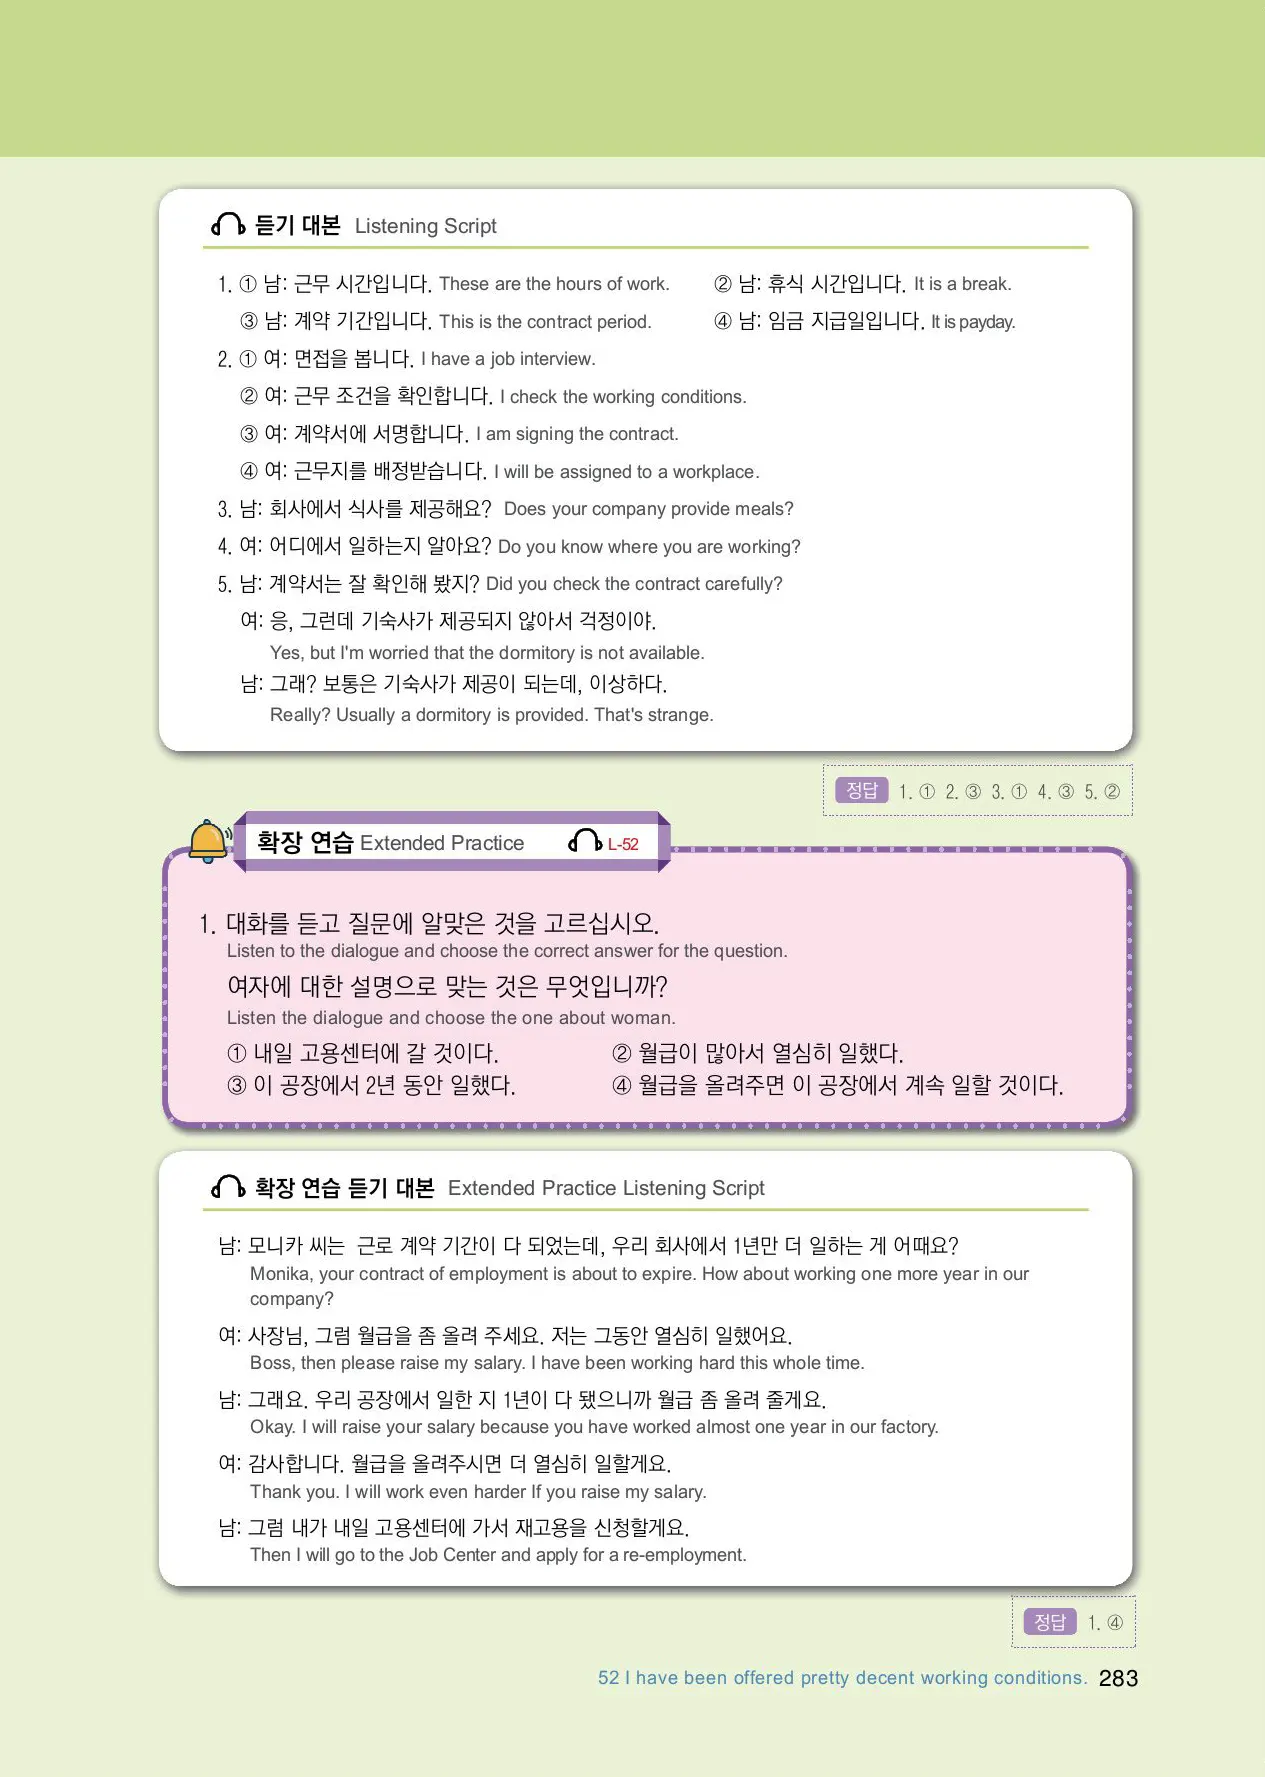 듣기 대본 Listening Script
1. ① 남: 근무 시간입니다. These are the hours of work. ② 남: 휴식 시간입니다. It is a break.
③ 남: 계약 기간입니다. This is the contract period. ④ 남: 임금 지급일입니다. It is payday.
2. ① 여: 면접을 봅니다. I have a job interview.
② 여: 근무 조건을 확인합니다. I check the working conditions.
③ 여: 계약서에 서명합니다. I am signing the contract.
④ 여: 근무지를 배정받습니다. I will be assigned to a workplace.
3. 남: 회사에서 식사를 제공해요? Does your company provide meals?
4. 여: 어디에서 일하는지 알아요? Do you know where you are working?
5. 남: 계약서는 잘 확인해 봤지? Did you check the contract carefully?
여: 응, 그런데 기숙사가 제공되지 않아서 걱정이야.
Yes, but I'm worried that the dormitory is not available.
남: 그래? 보통은 기숙사가 제공이 되는데, 이상하다.
Really? Usually a dormitory is provided. That's strange.
정답 1. ① 2. ③ 3. ① 4. ③ 5. ②
확장 연습 Extended Practice L-52
1. 대화를 듣고 질문에 알맞은 것을 고르십시오.
Listen to the dialogue and choose the correct answer for the question.
여자에 대한 설명으로 맞는 것은 무엇입니까?
Listen the dialogue and choose the one about woman.
① 내일 고용센터에 갈 것이다. ② 월급이 많아서 열심히 일했다.
③ 이 공장에서 2년 동안 일했다. ④ 월급을 올려주면 이 공장에서 계속 일할 것이다.
확장 연습 듣기 대본 Extended Practice Listening Script
남: 모니카 씨는 근로 계약 기간이 다 되었는데, 우리 회사에서 1년만 더 일하는 게 어때요?
Monika, your contract of employment is about to expire. How about working one more year in our
company?
여: 사장님, 그럼 월급을 좀 올려 주세요. 저는 그동안 열심히 일했어요.
Boss, then please raise my salary. I have been working hard this whole time.
남: 그래요. 우리 공장에서 일한 지 1년이 다 됐으니까 월급 좀 올려 줄게요.
Okay. I will raise your salary because you have worked almost one year in our factory.
여: 감사합니다. 월급을 올려주시면 더 열심히 일할게요.
Thank you. I will work even harder If you raise my salary.
남: 그럼 내가 내일 고용센터에 가서 재고용을 신청할게요.
Then I will go to the Job Center and apply for a re-employment.
정답 1. ④
52 I have been offered pretty decent working conditions. 283